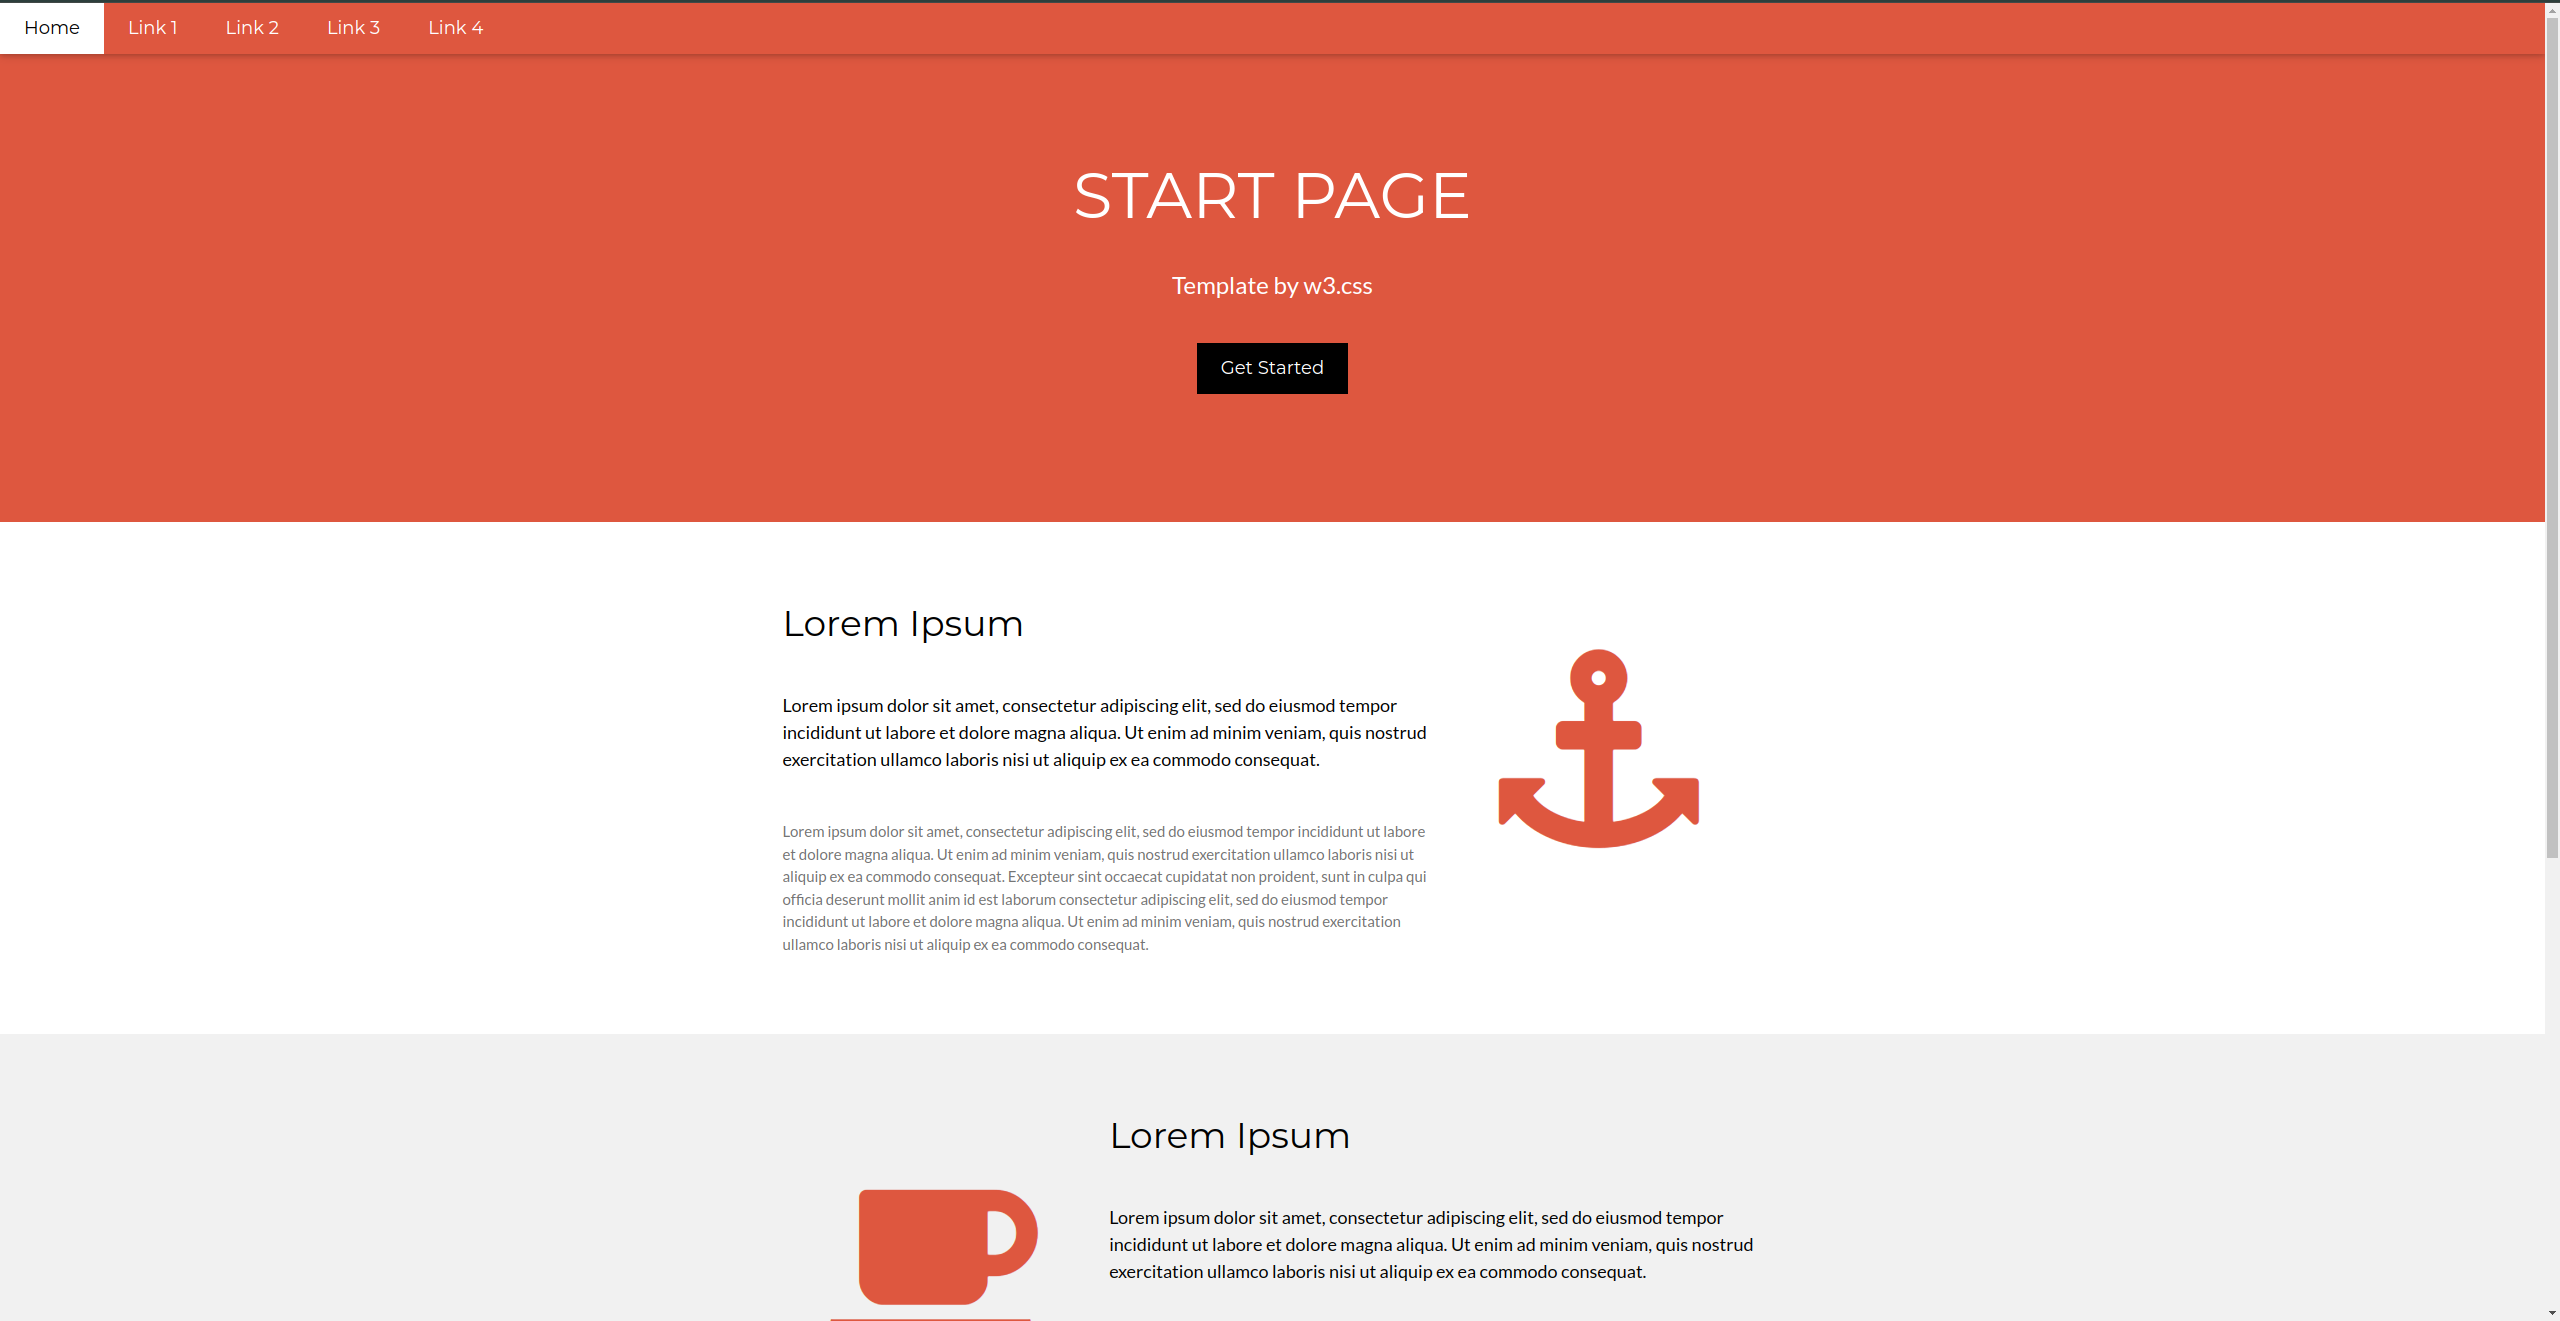 Home Link 1 Link 2 Link 3 Link 4
START PAGE
Template by w3.css
Get Started
Lorem Ipsum
Lorem ipsum dolor sit amet, consectetur adipiscing elit, sed do eiusmod tempor
incididunt ut labore et dolore magna aliqua. Ut enim ad minim veniam, quis nostrud
exercitation ullamco laboris nisi ut aliquip ex ea commodo consequat.
Lorem ipsum dolor sit amet, consectetur adipiscing elit, sed do eiusmod tempor incididunt ut labore
et dolore magna aliqua. Ut enim ad minim veniam, quis nostrud exercitation ullamco laboris nisi ut
aliquip ex ea commodo consequat. Excepteur sint occaecat cupidatat non proident, sunt in culpa qui
officia deserunt mollit anim id est laborum consectetur adipiscing elit, sed do eiusmod tempor
incididunt ut labore et dolore magna aliqua. Ut enim ad minim veniam, quis nostrud exercitation
ullamco laboris nisi ut aliquip ex ea commodo consequat.
Lorem Ipsum
Lorem ipsum dolor sit amet, consectetur adipiscing elit, sed do eiusmod tempor
incididunt ut labore et dolore magna aliqua. Ut enim ad minim veniam, quis nostrud
exercitation ullamco laboris nisi ut aliquip ex ea commodo consequat.